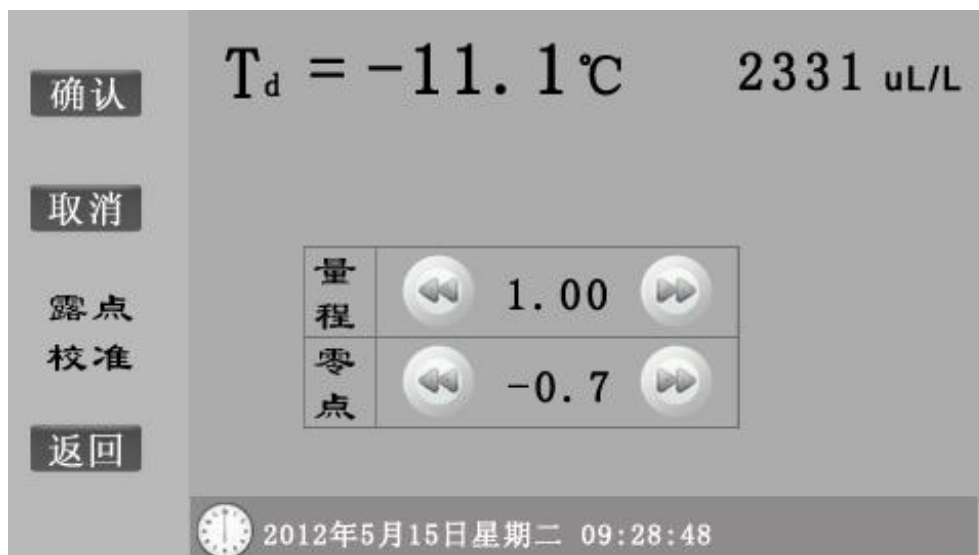 确认
取消
露点
校准
返回
Td = -11.1℃ 2331 uL/L
量程 1.00
零点 -0.7
2012年5月15日星期二 09:28:48